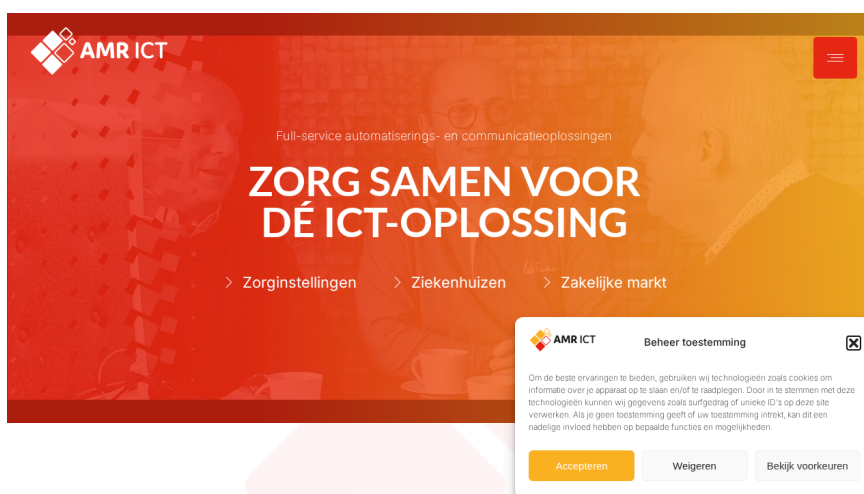 AMR ICT
Full-service automatiserings- en communicatieoplossingen
ZORG SAMEN VOOR
DÉ ICT-OPLOSSING
Zorginstellingen
Ziekenhuizen
Zakelijke markt
AMR ICT
Beheer toestemming
Om de beste ervaringen te bieden, gebruiken wij technologieën zoals cookies om
informatie over je apparaat op te slaan en/of te raadplegen. Door in te stemmen met deze
technologieën kunnen wij gegevens zoals surfgedrag of unieke ID's op deze site
verwerken. Als je geen toestemming geeft of uw toestemming intrekt, kan dit een
nadelige invloed hebben op bepaalde functies en mogelijkheden.
Accepteren
Weigeren
Bekijk voorkeuren